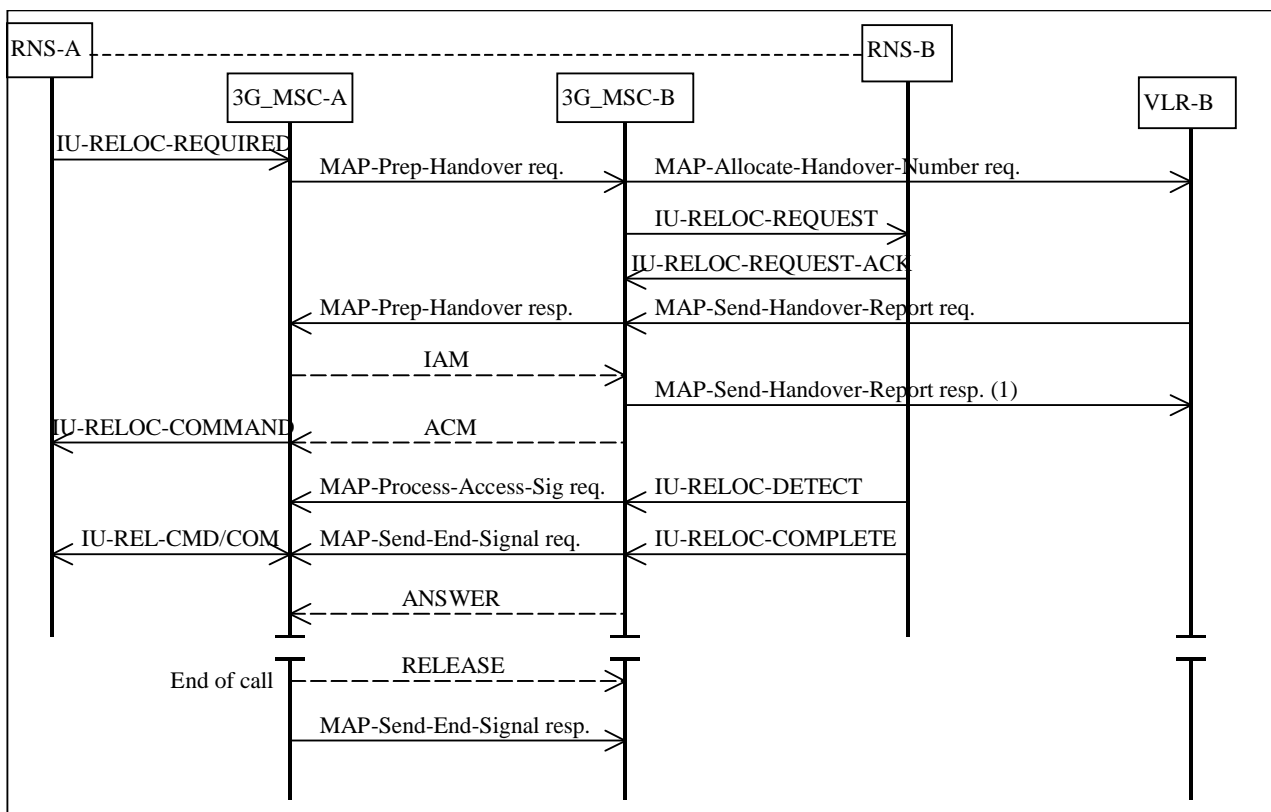 RNS-A
RNS-B
3G_MSC-A
3G_MSC-B
VLR-B
IU-RELOC-REQUIRED
MAP-Prep-Handover req.
MAP-Allocate-Handover-Number req.
IU-RELOC-REQUEST
IU-RELOC-REQUEST-ACK
MAP-Prep-Handover resp.
MAP-Send-Handover-Report req.
IAM
MAP-Send-Handover-Report resp. (1)
IU-RELOC-COMMAND
ACM
MAP-Process-Access-Sig req.
IU-RELOC-DETECT
IU-REL-CMD/COM
MAP-Send-End-Signal req.
IU-RELOC-COMPLETE
ANSWER
RELEASE
End of call
MAP-Send-End-Signal resp.